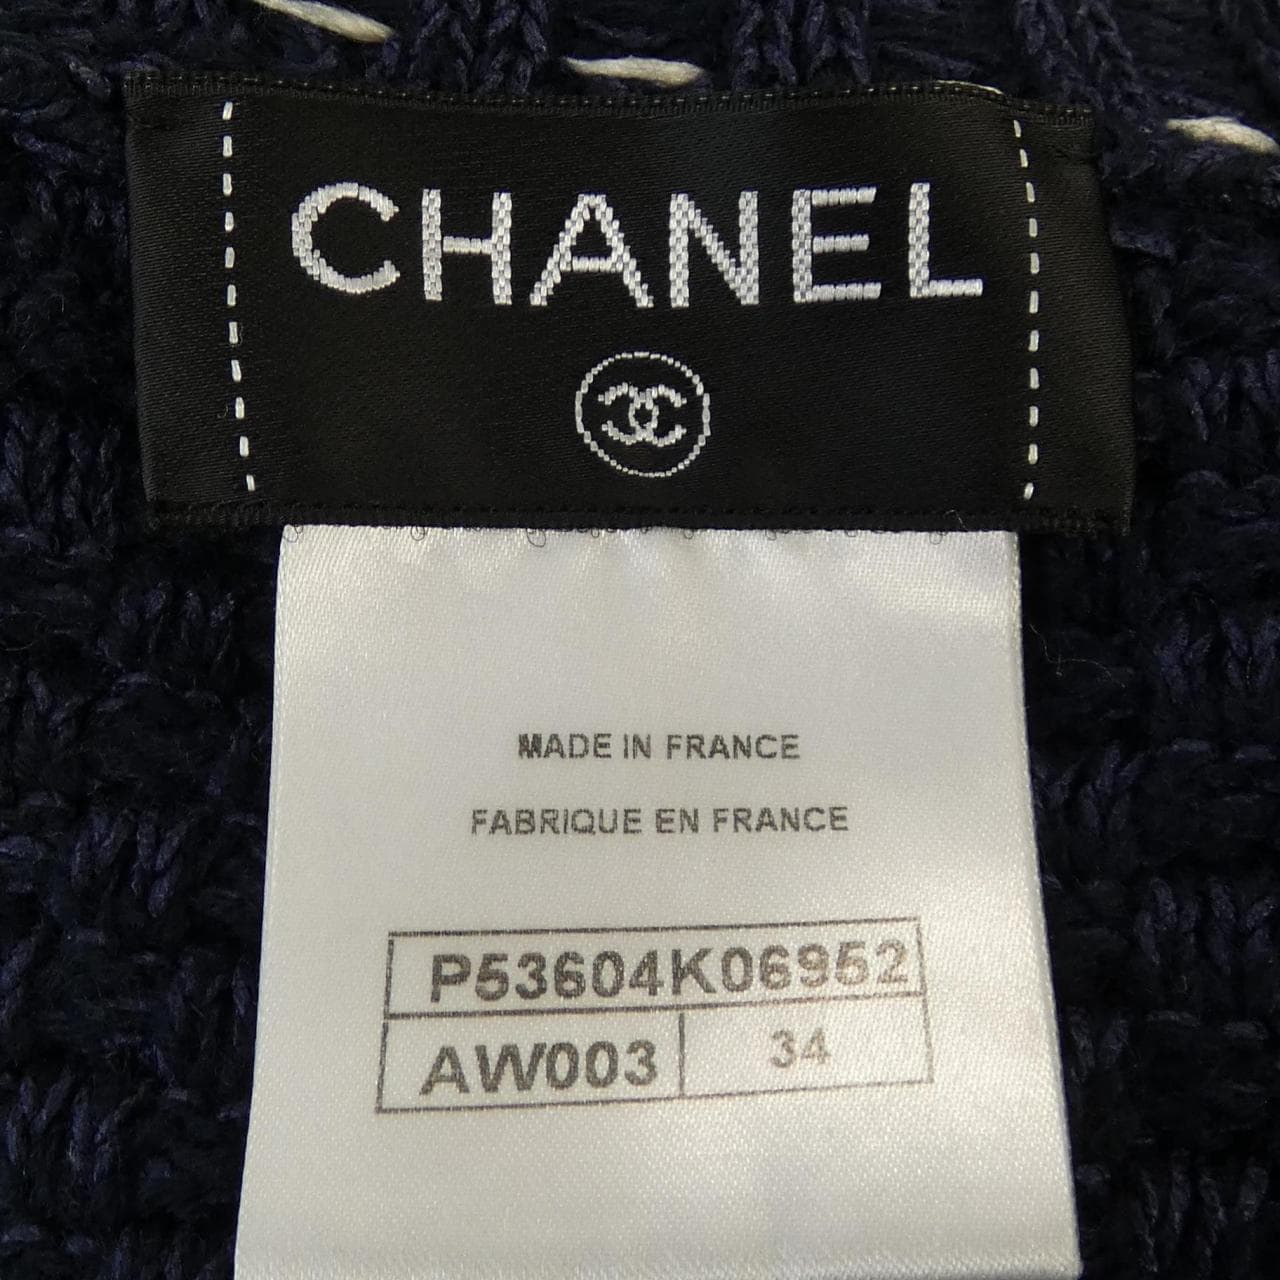 CHANEL
MADE IN FRANCE
FABRIQUE EN FRANCE
P53604K06952
AW003 34